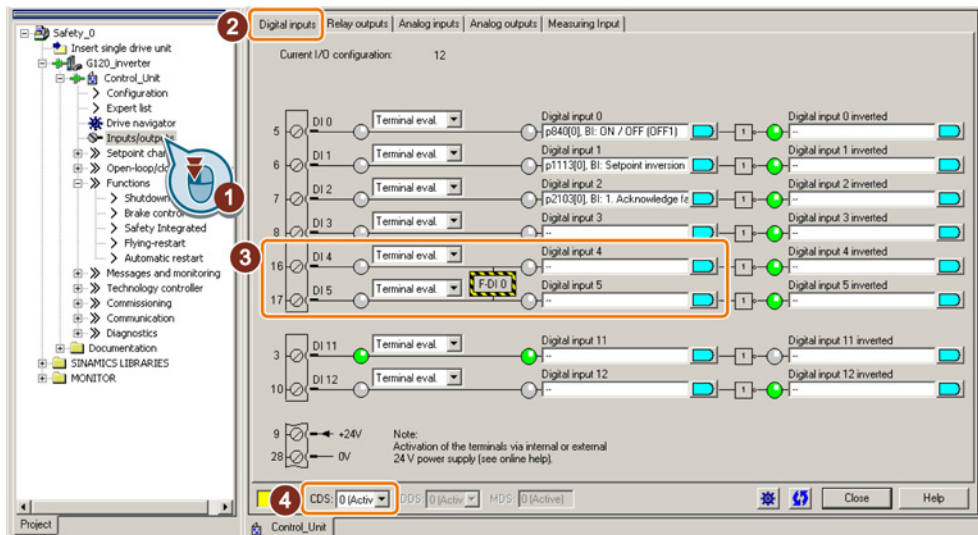 Safety_0
Insert single drive unit
G120_inverter
Control_Unit
Configuration
Expert list
Drive navigator
Inputs/outputs
Setpoint chan
Open-loop/clo
Functions
Shutdown
Brake control
Safety Integrated
Flying-restart
Automatic restart
Messages and monitoring
Technology controller
Commissioning
Communication
Diagnostics
Documentation
SINAMICS LIBRARIES
MONITOR
Project
1
2
Digital inputs Relay outputs Analog inputs Analog outputs Measuring Input
Current I/O configuration: 12
Digital input 0 Digital input 0 inverted
5 DI 0 Terminal eval. p840[0], BI: ON / OFF (OFF1) 1 --
Digital input 1 Digital input 1 inverted
6 DI 1 Terminal eval. p1113[0], BI: Setpoint inversion 1 --
Digital input 2 Digital input 2 inverted
7 DI 2 Terminal eval. p2103[0], BI: 1. Acknowledge fa 1 --
Digital input 3 Digital input 3 inverted
8 DI 3 Terminal eval. -- 1 --
3
Digital input 4 Digital input 4 inverted
16 DI 4 Terminal eval. -- 1 --
F-DI 0
Digital input 5 Digital input 5 inverted
17 DI 5 Terminal eval. -- 1 --
Digital input 11 Digital input 11 inverted
3 DI 11 Terminal eval. -- 1 --
Digital input 12 Digital input 12 inverted
10 DI 12 Terminal eval. -- 1 --
9 +24V Note:
Activation of the terminals via internal or external
28 0V 24 V power supply (see online help).
4 CDS: 0 (Activ DDS: 0 (Activ MDS: 0 (Active) Close Help
Control_Unit